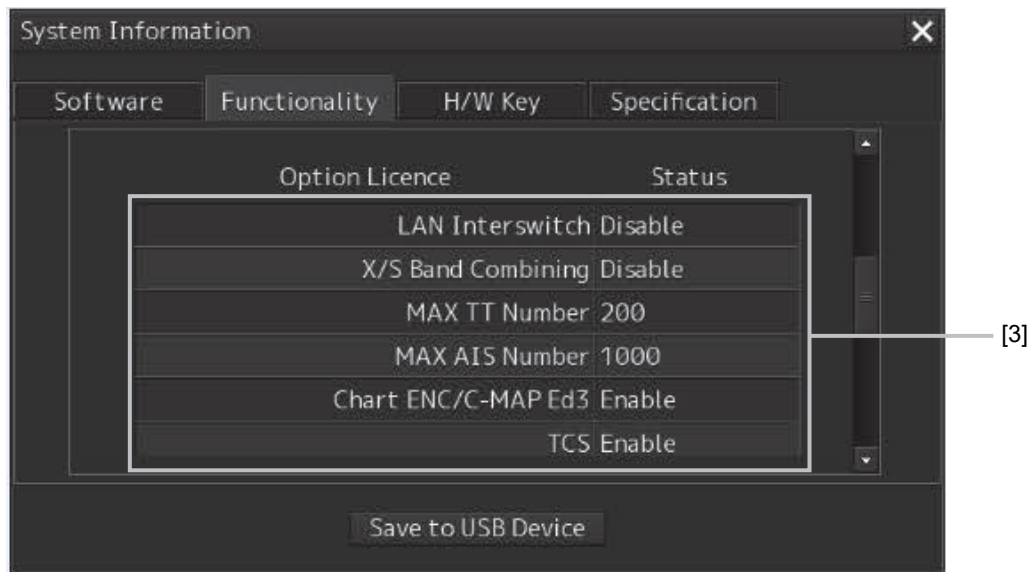 System Information
Software Functionality H/W Key Specification
Option Licence Status
LAN Interswitch Disable
X/S Band Combining Disable
MAX TT Number 200
MAX AIS Number 1000
Chart ENC/C-MAP Ed3 Enable
TCS Enable
[3]
Save to USB Device